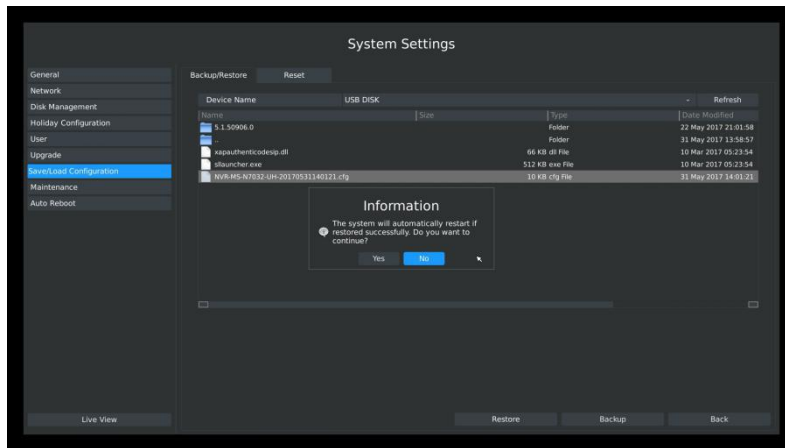 System Settings
General
Network
Disk Management
Holiday Configuration
User
Upgrade
Save/Load Configuration
Maintenance
Auto Reboot
Live View
Backup/Restore Reset
Device Name USB DISK Refresh
Name Size Type Date Modified
5.1.50906.0 Folder 22 May 2017 21:01:58
.. Folder 31 May 2017 13:58:57
xapauthenticodesip.dll 66 KB dll File 10 Mar 2017 05:23:54
sllauncher.exe 512 KB exe File 10 Mar 2017 05:23:54
NVR-MS-N7032-UH-20170531140121.cfg 10 KB cfg File 31 May 2017 14:01:21
Information
The system will automatically restart if
restored successfully. Do you want to
continue?
Yes No
Restore Backup Back